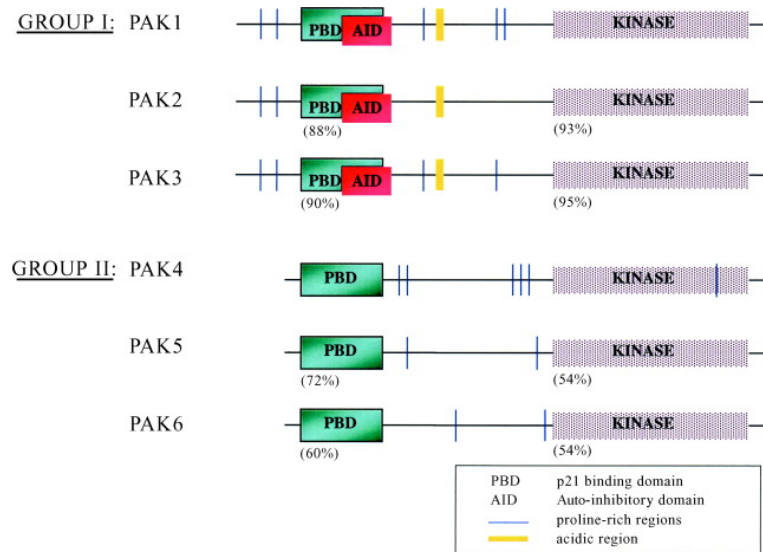 GROUP I: PAK1 PBD AID KINASE
PAK2 PBD AID KINASE
(88%) (93%)
PAK3 PBD AID KINASE
(90%) (95%)
GROUP II: PAK4 PBD KINASE
PAK5 PBD KINASE
(72%) (54%)
PAK6 PBD KINASE
(60%) (54%)
PBD p21 binding domain
AID Auto-inhibitory domain
proline-rich regions
acidic region